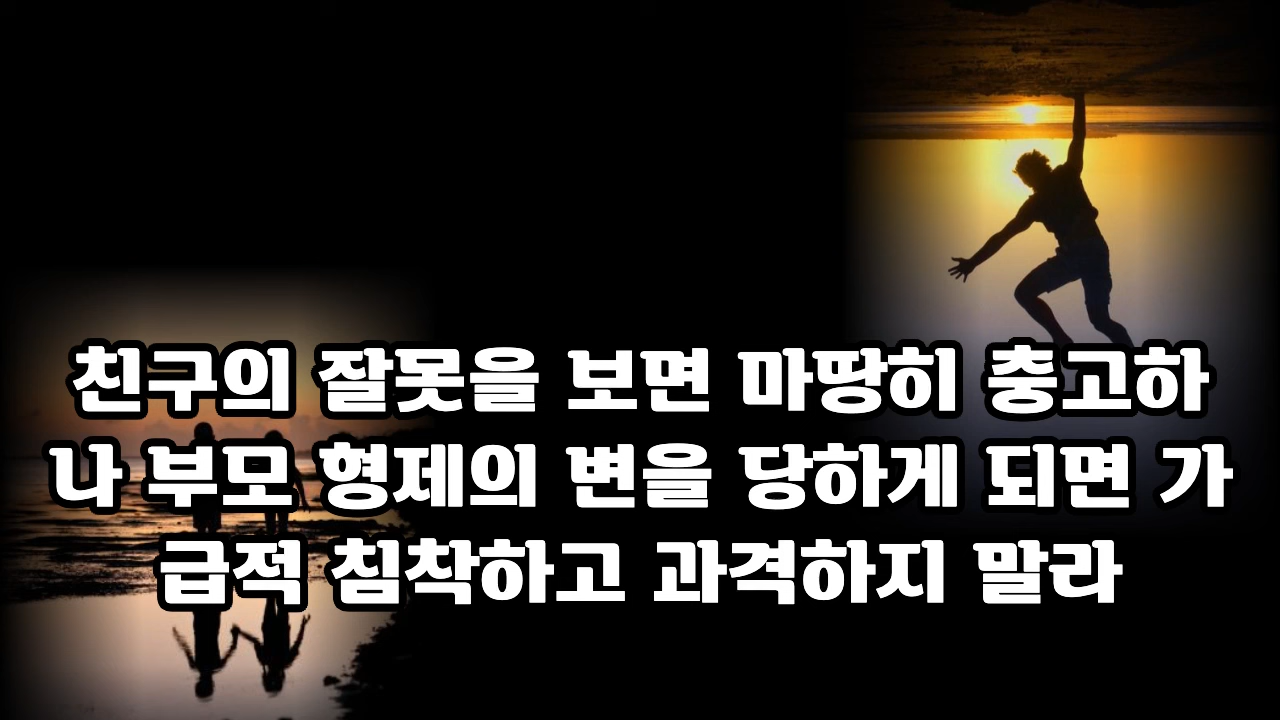 친구의 잘못을 보면 마땅히 충고하
나 부모 형제의 변을 당하게 되면 가
급적 침착하고 과격하지 말라